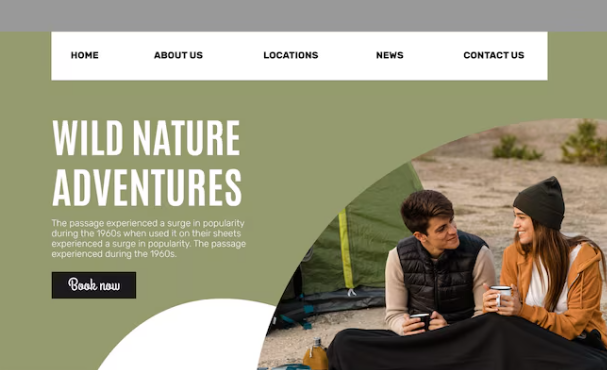 HOME ABOUT US LOCATIONS NEWS CONTACT US
WILD NATURE
ADVENTURES
The passage experienced a surge in popularity
during the 1960s when used it on their sheets
experienced a surge in popularity. The passage
experienced during the 1960s.
Book now